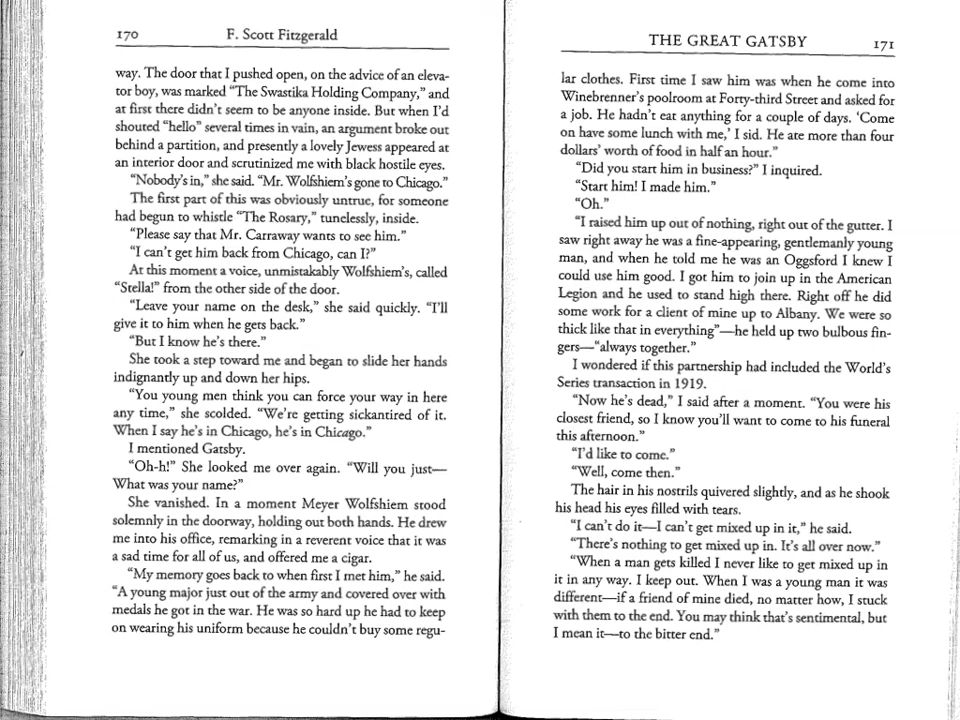 170 F. Scott Fitzgerald
way. The door that I pushed open, on the advice of an eleva-
tor boy, was marked “The Swastika Holding Company,” and
at first there didn’t seem to be anyone inside. But when I’d
shouted “hello” several times in vain, an argument broke out
behind a partition, and presently a lovely Jewess appeared at
an interior door and scrutinized me with black hostile eyes.
“Nobody’s in,” she said. “Mr. Wolfshiem’s gone to Chicago.”
The first part of this was obviously untrue, for someone
had begun to whistle “The Rosary,” tunelessly, inside.
“Please say that Mr. Carraway wants to see him.”
“I can’t get him back from Chicago, can I?”
At this moment a voice, unmistakably Wolfshiem’s, called
“Stella!” from the other side of the door.
“Leave your name on the desk,” she said quickly. “I’ll
give it to him when he gets back.”
“But I know he’s there.”
She took a step toward me and began to slide her hands
indignantly up and down her hips.
“You young men think you can force your way in here
any time,” she scolded. “We’re getting sickantired of it.
When I say he’s in Chicago, he’s in Chicago.”
I mentioned Gatsby.
“Oh-h!” She looked me over again. “Will you just—
What was your name?”
She vanished. In a moment Meyer Wolfshiem stood
solemnly in the doorway, holding out both hands. He drew
me into his office, remarking in a reverent voice that it was
a sad time for all of us, and offered me a cigar.
“My memory goes back to when first I met him,” he said.
“A young major just out of the army and covered over with
medals he got in the war. He was so hard up he had to keep
on wearing his uniform because he couldn’t buy some regu-
THE GREAT GATSBY 171
lar clothes. First time I saw him was when he come into
Winebrenner’s poolroom at Forty-third Street and asked for
a job. He hadn’t eat anything for a couple of days. ‘Come
on have some lunch with me,’ I sid. He ate more than four
dollars’ worth of food in half an hour.”
“Did you start him in business?” I inquired.
“Start him! I made him.”
“Oh.”
“I raised him up out of nothing, right out of the gutter. I
saw right away he was a fine-appearing, gentlemanly young
man, and when he told me he was an Oggsford I knew I
could use him good. I got him to join up in the American
Legion and he used to stand high there. Right off he did
some work for a client of mine up to Albany. We were so
thick like that in everything”—he held up two bulbous fin-
gers—“always together.”
I wondered if this partnership had included the World’s
Series transaction in 1919.
“Now he’s dead,” I said after a moment. “You were his
closest friend, so I know you’ll want to come to his funeral
this afternoon.”
“I’d like to come.”
“Well, come then.”
The hair in his nostrils quivered slightly, and as he shook
his head his eyes filled with tears.
“I can’t do it—I can’t get mixed up in it,” he said.
“There’s nothing to get mixed up in. It’s all over now.”
“When a man gets killed I never like to get mixed up in
it in any way. I keep out. When I was a young man it was
different—if a friend of mine died, no matter how, I stuck
with them to the end. You may think that’s sentimental, but
I mean it—to the bitter end.”